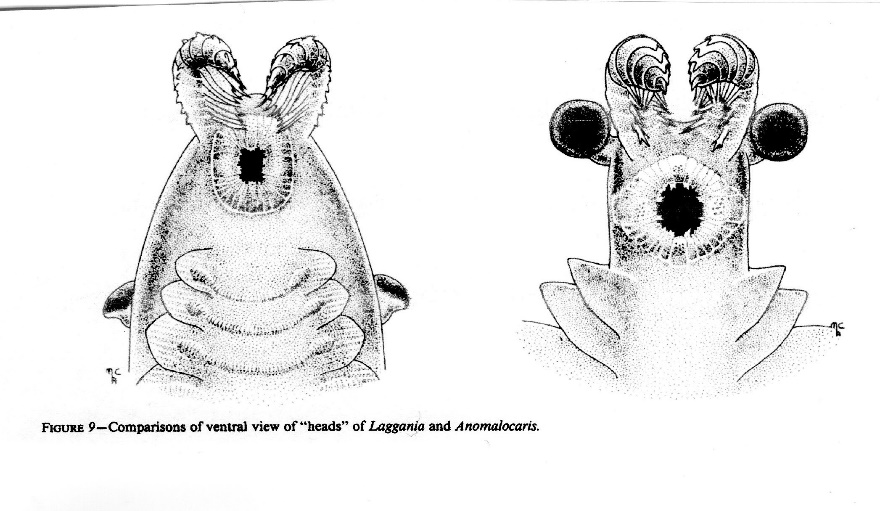 FIGURE 9—Comparisons of ventral view of "heads" of Laggania and Anomalocaris.